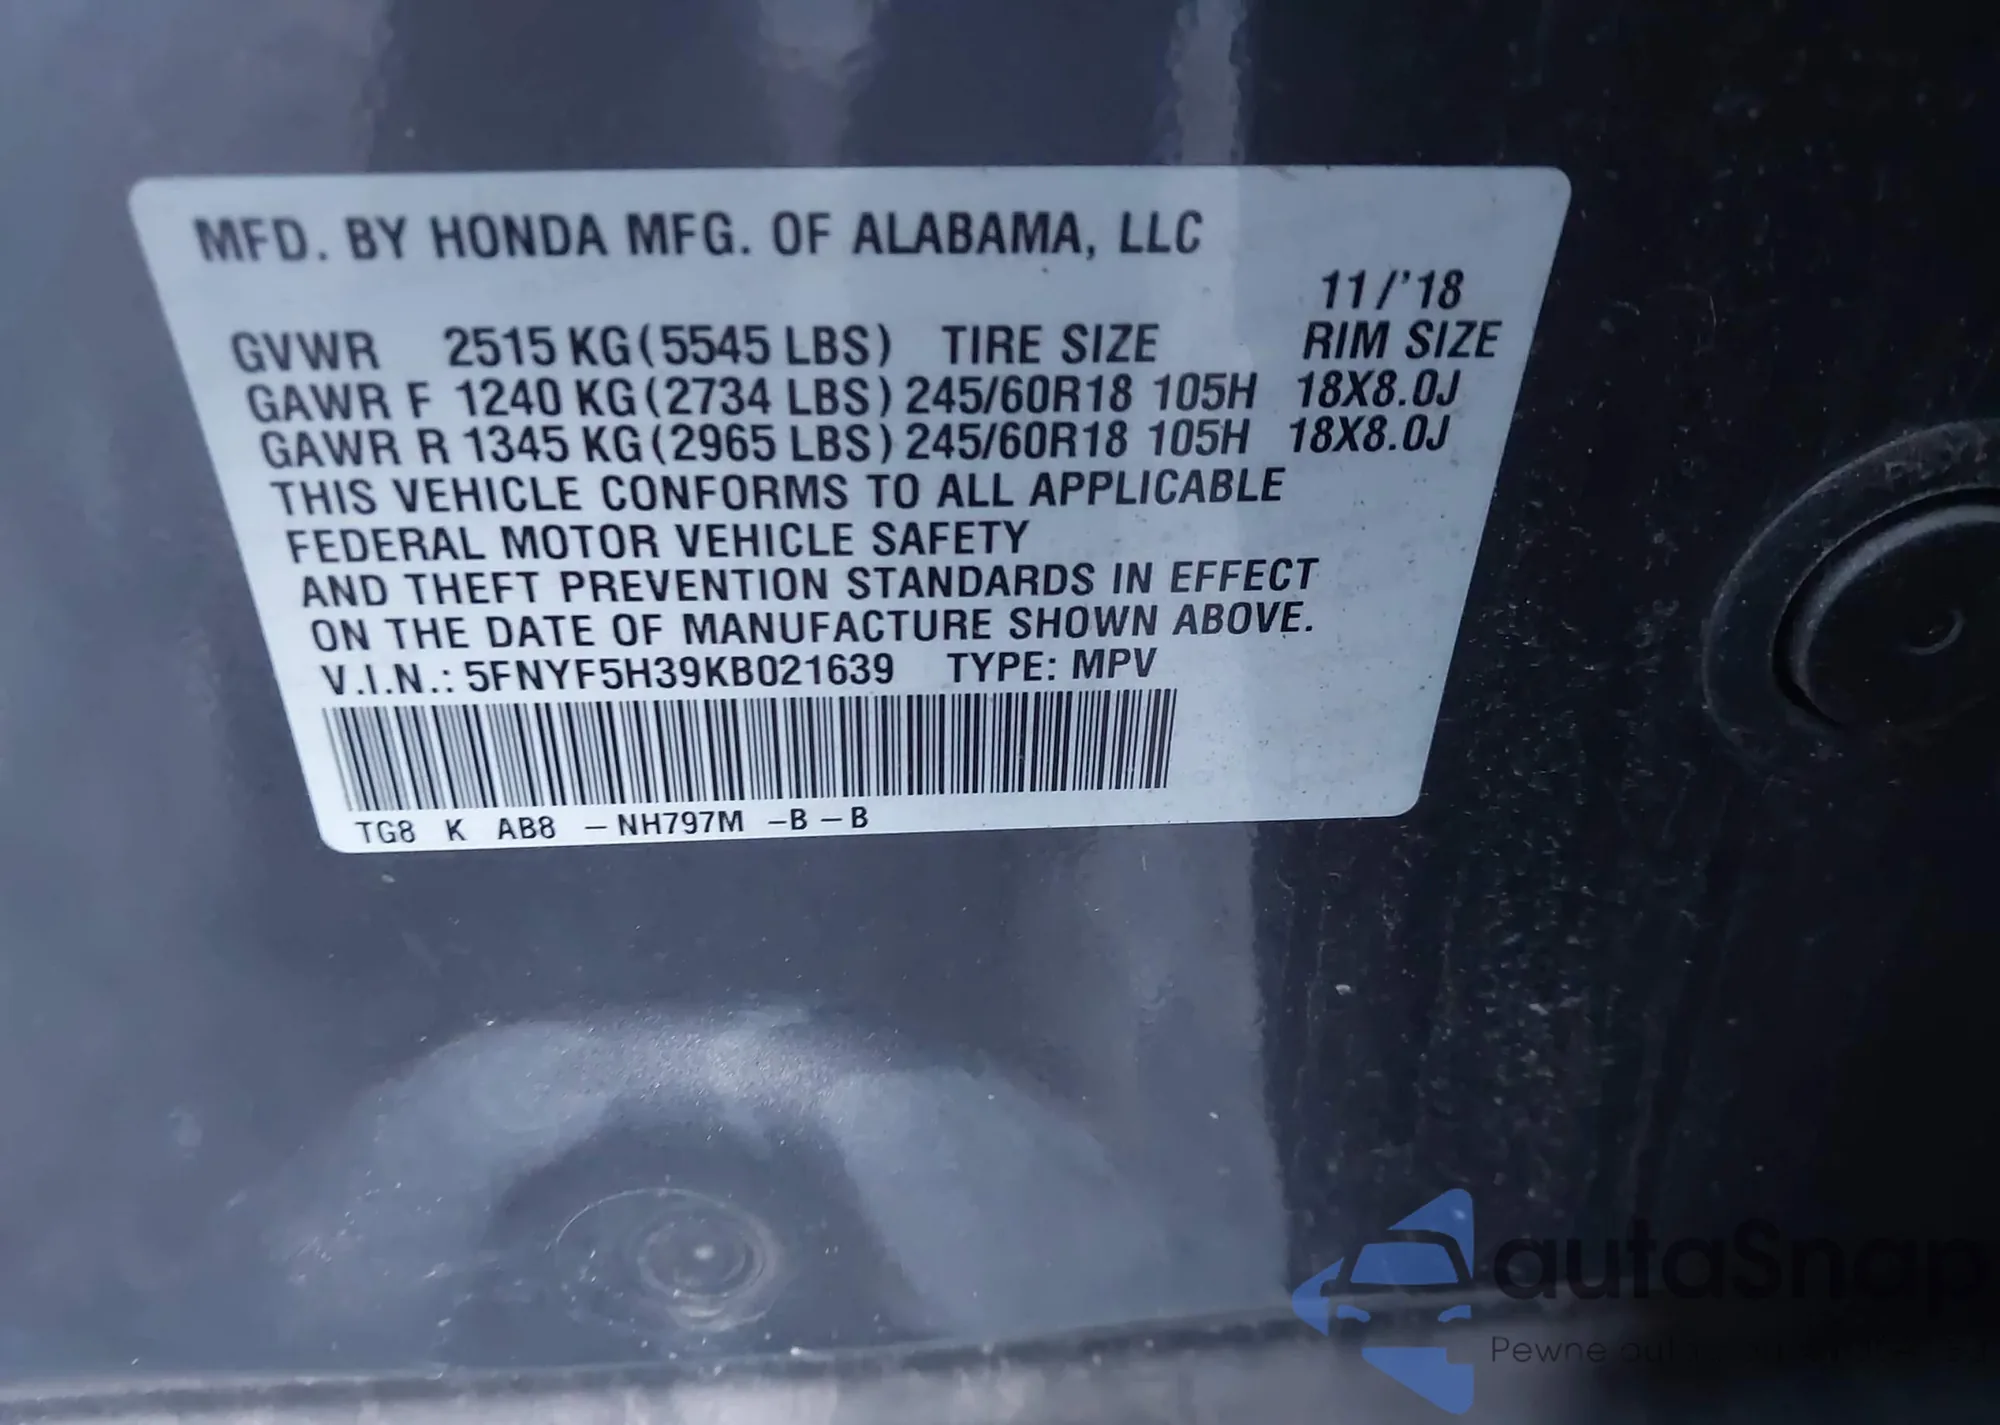 MFD. BY HONDA MFG. OF ALABAMA, LLC
11/'18
GVWR 2515 KG (5545 LBS) TIRE SIZE RIM SIZE
GAWR F 1240 KG (2734 LBS) 245/60R18 105H 18X8.0J
GAWR R 1345 KG (2965 LBS) 245/60R18 105H 18X8.0J
THIS VEHICLE CONFORMS TO ALL APPLICABLE
FEDERAL MOTOR VEHICLE SAFETY
AND THEFT PREVENTION STANDARDS IN EFFECT
ON THE DATE OF MANUFACTURE SHOWN ABOVE.
V.I.N.: 5FNYF5H39KB021639 TYPE: MPV
TG8 K AB8 – NH797M – B – B
autaSnap
Pewne